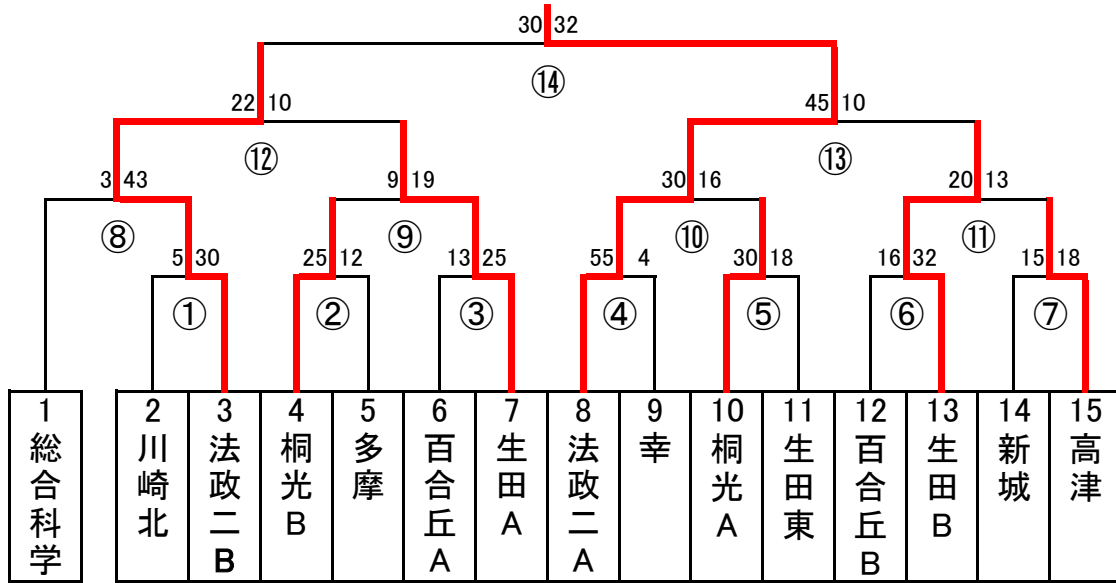 30 32
⑭
22 10 45 10
⑫ ⑬
3 43 9 19 30 16 20 13
⑧ ⑨ ⑩ ⑪
5 30 25 12 13 25 55 4 30 18 16 32 15 18
① ② ③ ④ ⑤ ⑥ ⑦
1 総合科学
2 川崎北
3 法政二B
4 桐光B
5 多摩
6 百合丘A
7 生田A
8 法政二A
9 幸
10 桐光A
11 生田東
12 百合丘B
13 生田B
14 新城
15 高津